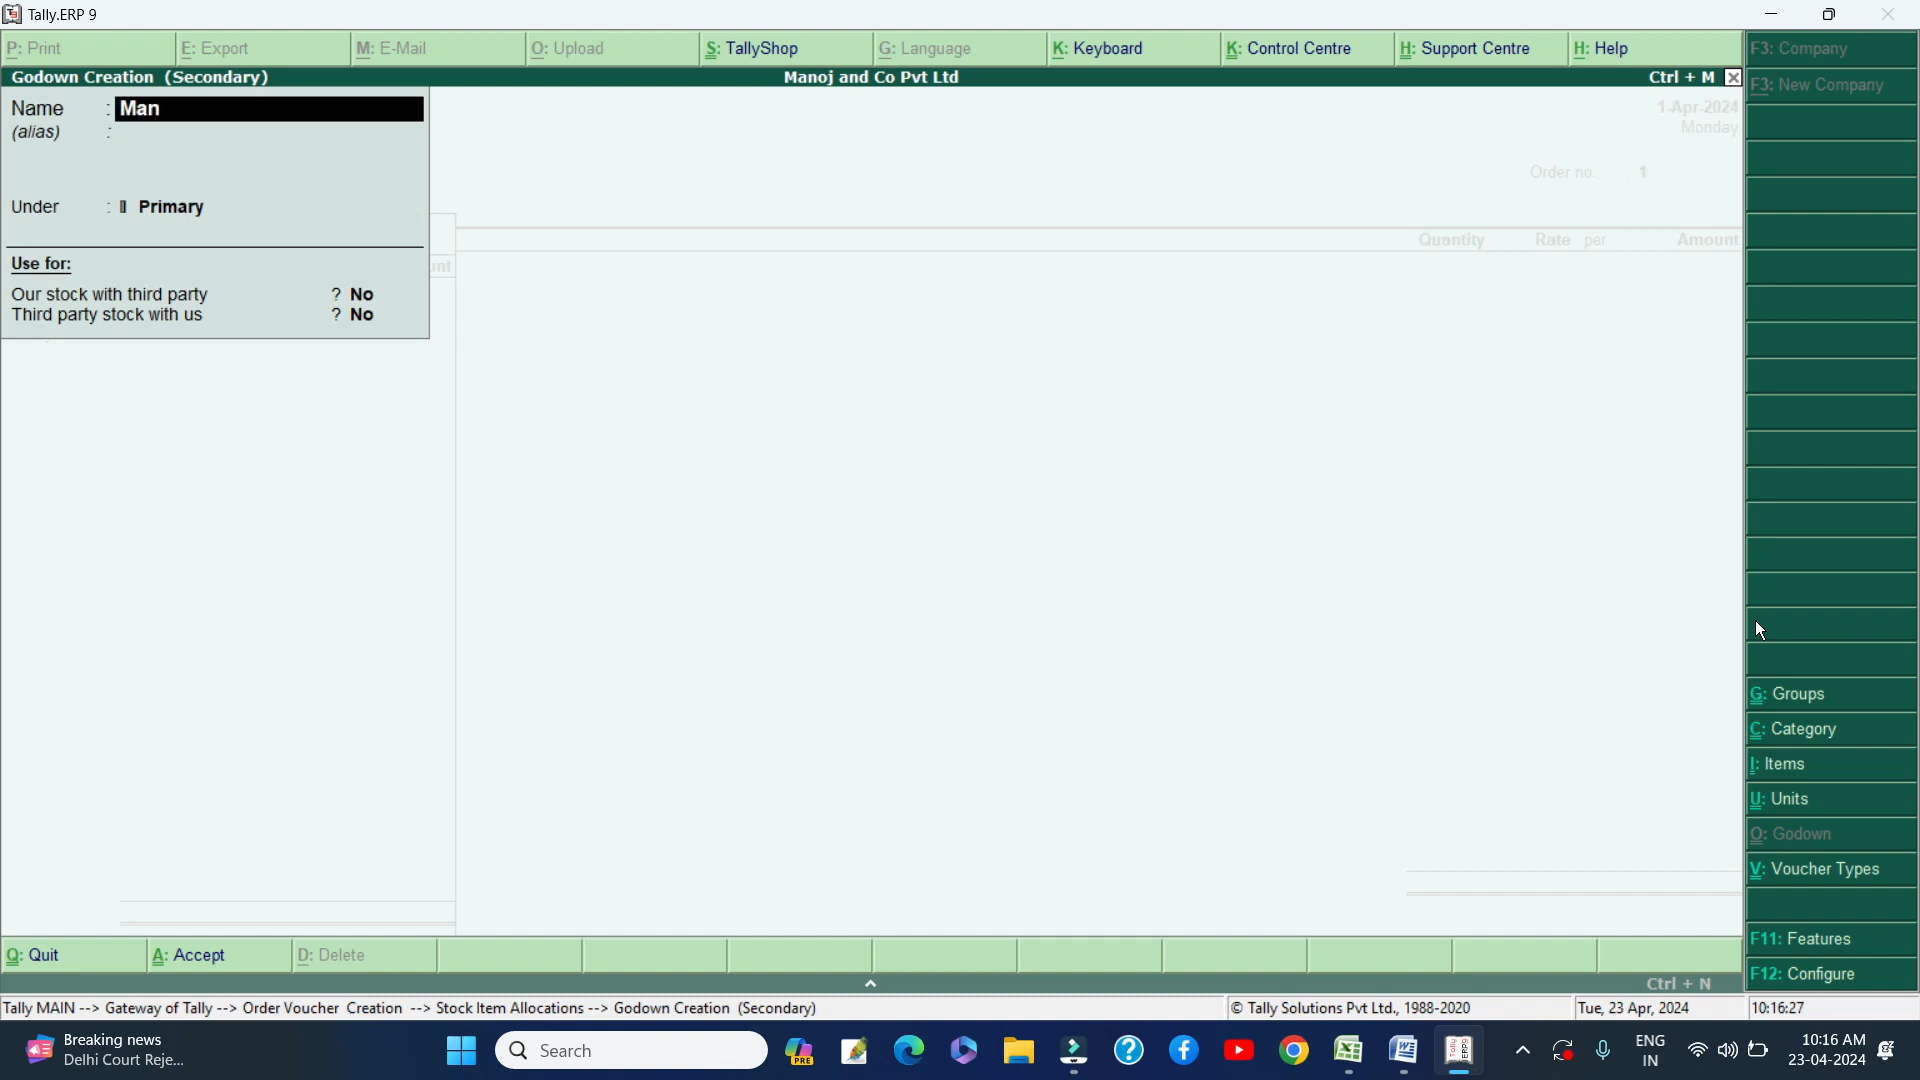 Tally.ERP 9
P: Print E: Export M: E-Mail O: Upload S: TallyShop G: Language K: Keyboard K: Control Centre H: Support Centre H: Help F3: Company
Godown Creation (Secondary) Manoj and Co Pvt Ltd Ctrl + M
F3: New Company
Name : Man
(alias) :
1-Apr-2024
Monday
Order no. 1
Under : Primary
Quantity Rate per Amount
Use for:
Our stock with third party ? No
Third party stock with us ? No
G: Groups
C: Category
I: Items
U: Units
O: Godown
V: Voucher Types
F11: Features
F12: Configure
Q: Quit A: Accept D: Delete
Ctrl + N
Tally MAIN --> Gateway of Tally --> Order Voucher Creation --> Stock Item Allocations --> Godown Creation (Secondary) © Tally Solutions Pvt Ltd., 1988-2020 Tue, 23 Apr, 2024 10:16:27
Breaking news
Delhi Court Reje...
Search
PRE
ENG
IN
10:16 AM
23-04-2024